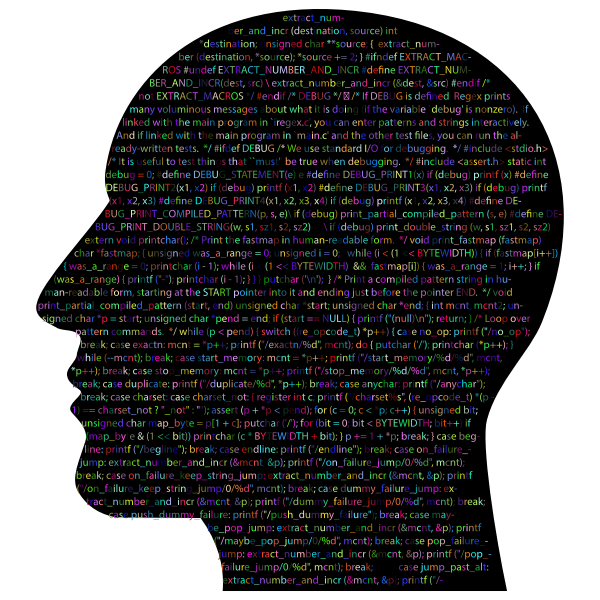 extract_num-
er_and_incr (destination, source) int
*destination; unsigned char **source; { extract_num-
ber (destination, *source); *source += 2; } #ifndef EXTRACT_MAC-
ROS #undef EXTRACT_NUMBER_AND_INCR #define EXTRACT_NUM-
BER_AND_INCR(dest, src) \ extract_number_and_incr (&dest, &src) #endif /*
no EXTRACT_MACROS */ #endif /* DEBUG */ /* If DEBUG is defined, Regex prints
many voluminous messages about what it is doing (if the variable `debug' is nonzero). If
linked with the main program in `iregex.c', you can enter patterns and strings interactively.
And if linked with the main program in `main.c' and the other test files, you can run the al-
ready-written tests. */ #ifdef DEBUG /* We use standard I/O for debugging. */ #include <stdio.h>
/* It is useful to test things that ``must'' be true when debugging. */ #include <assert.h> static int
debug = 0; #define DEBUG_STATEMENT(e) e #define DEBUG_PRINT1(x) if (debug) printf (x) #define
DEBUG_PRINT2(x1, x2) if (debug) printf (x1, x2) #define DEBUG_PRINT3(x1, x2, x3) if (debug) printf
(x1, x2, x3) #define DEBUG_PRINT4(x1, x2, x3, x4) if (debug) printf (x1, x2, x3, x4) #define DE-
BUG_PRINT_COMPILED_PATTERN(p, s, e) \ if (debug) print_partial_compiled_pattern (s, e) #define DE-
BUG_PRINT_DOUBLE_STRING(w, s1, sz1, s2, sz2) \ if (debug) print_double_string (w, s1, sz1, s2, sz2)
extern void printchar(); /* Print the fastmap in human-readable form. */ void print_fastmap (fastmap)
char *fastmap; { unsigned was_a_range = 0; unsigned i = 0; while (i < (1 << BYTEWIDTH)) { if (fastmap[i++])
{ was_a_range = 0; printchar (i - 1); while (i < (1 << BYTEWIDTH) && fastmap[i]) { was_a_range = 1; i++; } if
(was_a_range) { printf ("-"); printchar (i - 1); } } } putchar ('\n'); } /* Print a compiled pattern string in hu-
man-readable form, starting at the START pointer into it and ending just before the pointer END. */ void
print_partial_compiled_pattern (start, end) unsigned char *start; unsigned char *end; { int mcnt, mcnt2; un-
signed char *p = start; unsigned char *pend = end; if (start == NULL) { printf ("(null)\n"); return; } /* Loop over
pattern commands. */ while (p < pend) { switch ((re_opcode_t) *p++) { case no_op: printf ("/no_op");
break; case exactn: mcnt = *p++; printf ("/exactn/%d", mcnt); do { putchar ('/'); printchar (*p++); }
while (--mcnt); break; case start_memory: mcnt = *p++; printf ("/start_memory/%d/%d", mcnt,
*p++); break; case stop_memory: mcnt = *p++; printf ("/stop_memory/%d/%d", mcnt, *p++);
break; case duplicate: printf ("/duplicate/%d", *p++); break; case anychar: printf ("/anychar");
break; case charset: case charset_not: { register int c; printf ("/charset%s", (re_opcode_t) *(p
- 1) == charset_not ? "_not" : ""); assert (p + *p < pend); for (c = 0; c < *p; c++) { unsigned bit;
unsigned char map_byte = p[1 + c]; putchar ('/'); for (bit = 0; bit < BYTEWIDTH; bit++) if
(map_byte & (1 << bit)) printchar (c * BYTEWIDTH + bit); } p += 1 + *p; break; } case beg-
line: printf ("/begline"); break; case endline: printf ("/endline"); break; case on_failure_-
jump: extract_number_and_incr (&mcnt, &p); printf ("/on_failure_jump/0/%d", mcnt);
break; case on_failure_keep_string_jump: extract_number_and_incr (&mcnt, &p); printf
("/on_failure_keep_string_jump/0/%d", mcnt); break; case dummy_failure_jump: ex-
tract_number_and_incr (&mcnt, &p); printf ("/dummy_failure_jump/0/%d", mcnt); break;
case push_dummy_failure: printf ("/push_dummy_failure"); break; case may-
be_pop_jump: extract_number_and_incr (&mcnt, &p); printf
("/maybe_pop_jump/0/%d", mcnt); break; case pop_failure_-
jump: extract_number_and_incr (&mcnt, &p); printf ("/pop_-
failure_jump/0/%d", mcnt); break; case jump_past_alt:
extract_number_and_incr (&mcnt, &p); printf ("/-